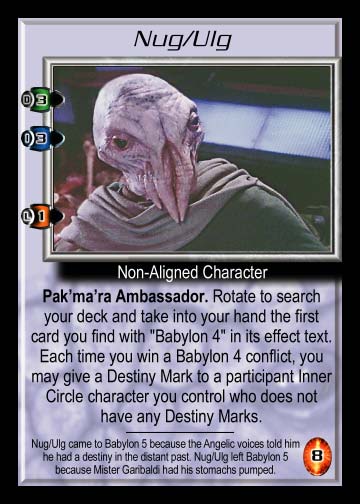 Nug/Ulg
D 3
I 3
L 1
Non-Aligned Character
Pak'ma'ra Ambassador. Rotate to search
your deck and take into your hand the first
card you find with "Babylon 4" in its effect text.
Each time you win a Babylon 4 conflict, you
may give a Destiny Mark to a participant Inner
Circle character you control who does not
have any Destiny Marks.
Nug/Ulg came to Babylon 5 because the Angelic voices told him
he had a destiny in the distant past. Nug/Ulg left Babylon 5
because Mister Garibaldi had his stomachs pumped.
8